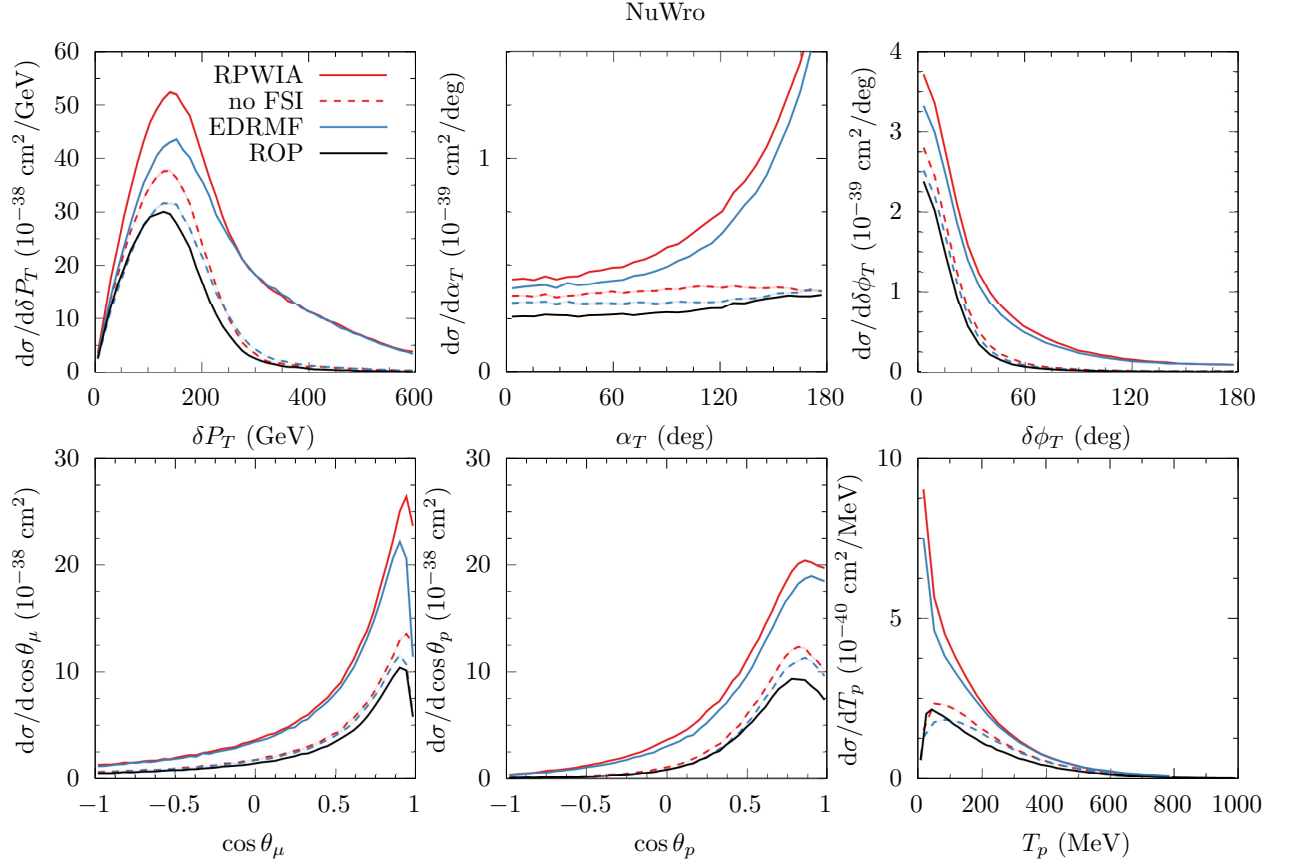 NuWro
dσ/dδP_T (10^{−38} cm^2/GeV)
60
50
40
30
20
10
0
0 200 400 600
δP_T (GeV)
RPWIA
no FSI
EDRMF
ROP
dσ/dα_T (10^{−39} cm^2/deg)
1
0
0 60 120 180
α_T (deg)
dσ/dδϕ_T (10^{−39} cm^2/deg)
4
3
2
1
0
0 60 120 180
δϕ_T (deg)
dσ/d cos θ_μ (10^{−38} cm^2)
30
20
10
0
−1 −0.5 0 0.5 1
cos θ_μ
dσ/d cos θ_p (10^{−38} cm^2)
30
20
10
0
−1 −0.5 0 0.5 1
cos θ_p
dσ/dT_p (10^{−40} cm^2/MeV)
10
5
0
0 200 400 600 800 1000
T_p (MeV)